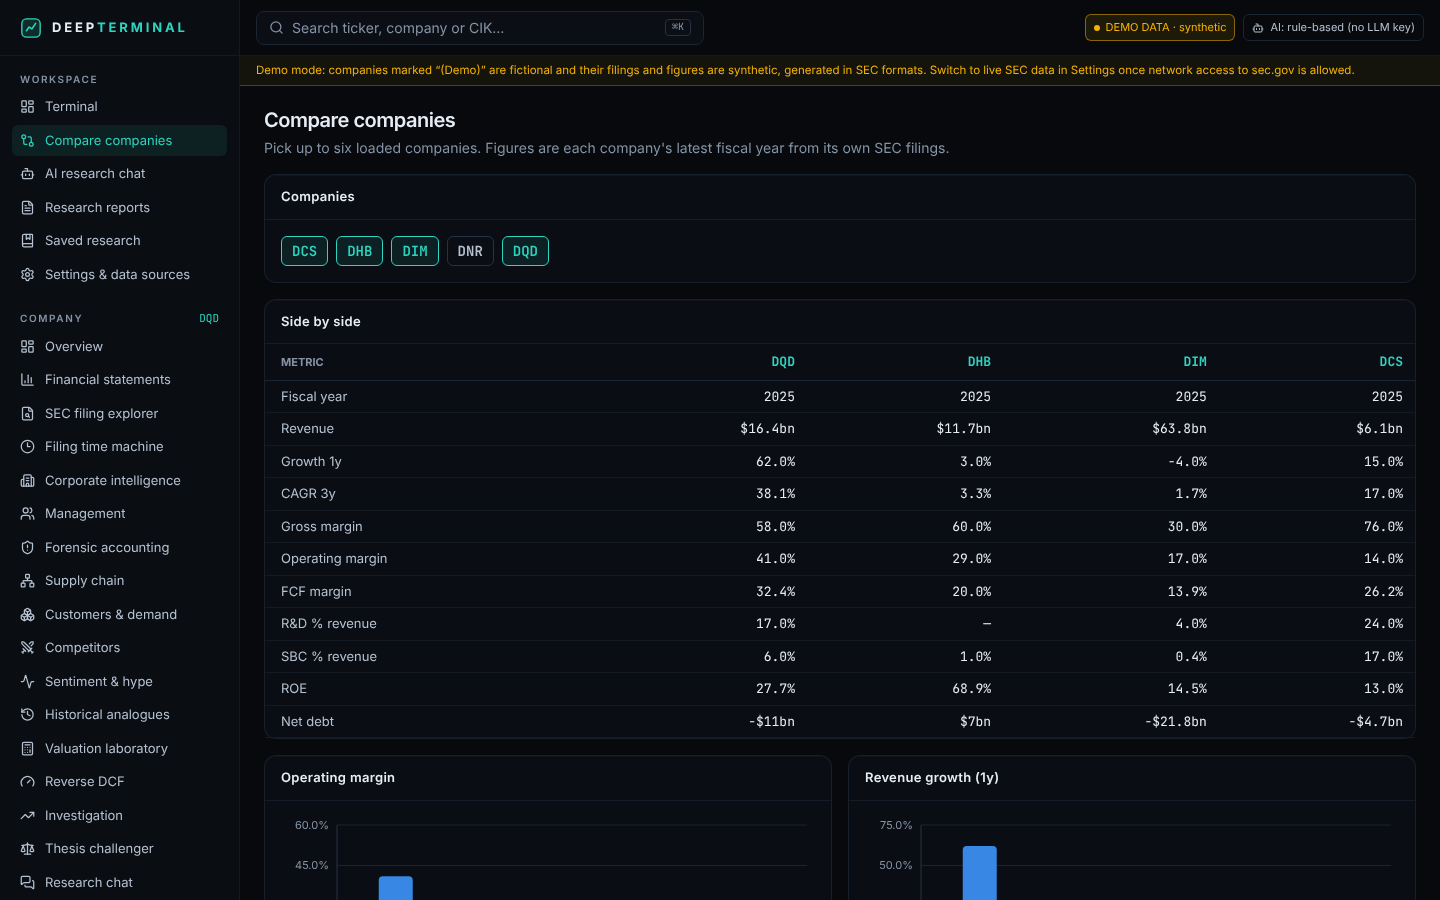 DEEPTERMINAL
Search ticker, company or CIK...
⌘K
DEMO DATA · synthetic
AI: rule-based (no LLM key)
Demo mode: companies marked “(Demo)” are fictional and their filings and figures are synthetic, generated in SEC formats. Switch to live SEC data in Settings once network access to sec.gov is allowed.
WORKSPACE
Terminal
Compare companies
AI research chat
Research reports
Saved research
Settings & data sources
COMPANY DQD
Overview
Financial statements
SEC filing explorer
Filing time machine
Corporate intelligence
Management
Forensic accounting
Supply chain
Customers & demand
Competitors
Sentiment & hype
Historical analogues
Valuation laboratory
Reverse DCF
Investigation
Thesis challenger
Research chat
Compare companies
Pick up to six loaded companies. Figures are each company's latest fiscal year from its own SEC filings.
Companies
DCS DHB DIM DNR DQD
Side by side
METRIC DQD DHB DIM DCS
Fiscal year 2025 2025 2025 2025
Revenue $16.4bn $11.7bn $63.8bn $6.1bn
Growth 1y 62.0% 3.0% -4.0% 15.0%
CAGR 3y 38.1% 3.3% 1.7% 17.0%
Gross margin 58.0% 60.0% 30.0% 76.0%
Operating margin 41.0% 29.0% 17.0% 14.0%
FCF margin 32.4% 20.0% 13.9% 26.2%
R&D % revenue 17.0% — 4.0% 24.0%
SBC % revenue 6.0% 1.0% 0.4% 17.0%
ROE 27.7% 68.9% 14.5% 13.0%
Net debt -$11bn $7bn -$21.8bn -$4.7bn
Operating margin
60.0%
45.0%
Revenue growth (1y)
75.0%
50.0%